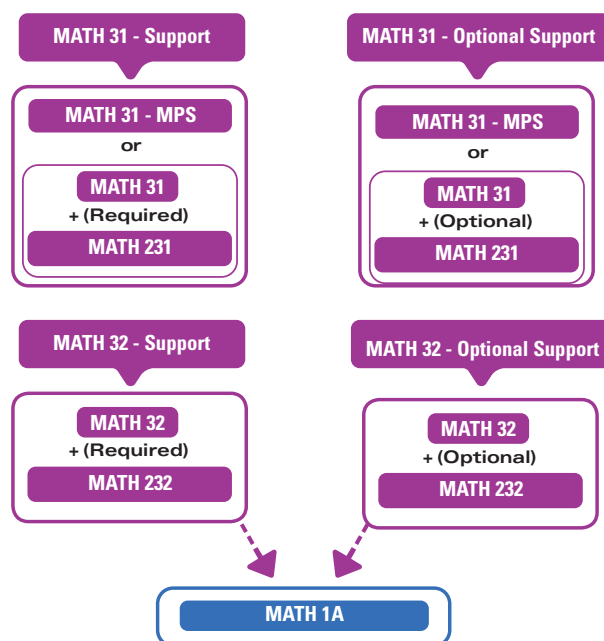 MATH 31 - Support
MATH 31 - MPS
or
MATH 31
+ (Required)
MATH 231
MATH 31 - Optional Support
MATH 31 - MPS
or
MATH 31
+ (Optional)
MATH 231
MATH 32 - Support
MATH 32
+ (Required)
MATH 232
MATH 32 - Optional Support
MATH 32
+ (Optional)
MATH 232
MATH 1A